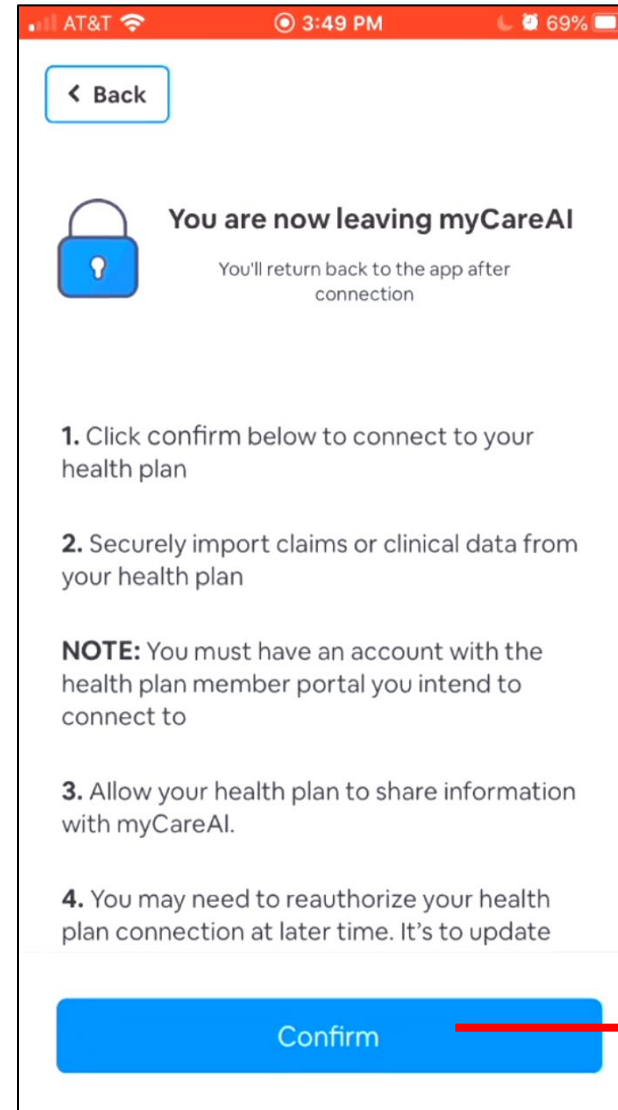 AT&T 3:49 PM 69%
Back
You are now leaving myCareAI
You'll return back to the app after
connection
1. Click confirm below to connect to your
health plan
2. Securely import claims or clinical data from
your health plan
NOTE: You must have an account with the
health plan member portal you intend to
connect to
3. Allow your health plan to share information
with myCareAI.
4. You may need to reauthorize your health
plan connection at later time. It’s to update
Confirm